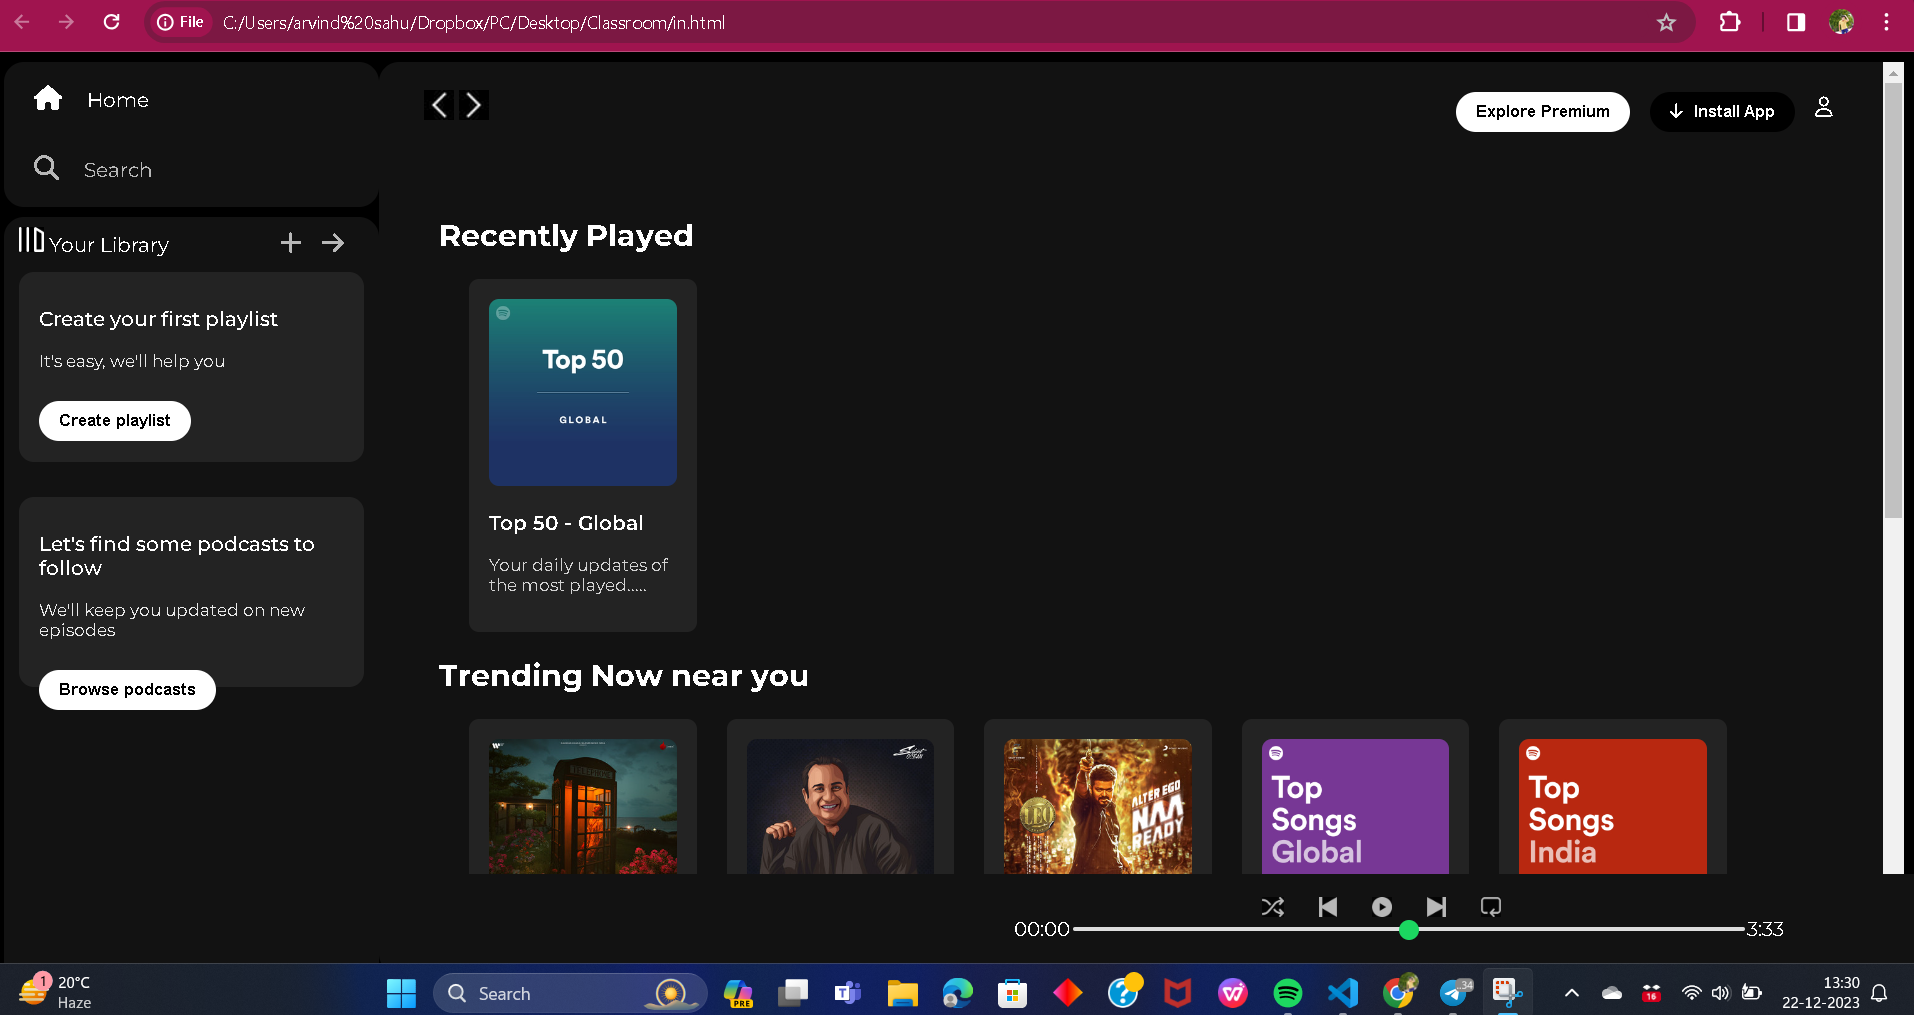 File
C:/Users/arvind%20sahu/Dropbox/PC/Desktop/Classroom/in.html
Home
Search
Your Library
Create your first playlist
It's easy, we'll help you
Create playlist
Let's find some podcasts to
follow
We'll keep you updated on new
episodes
Browse podcasts
Explore Premium
Install App
Recently Played
Top 50
GLOBAL
Top 50 - Global
Your daily updates of
the most played.....
Trending Now near you
LEO
ALTER EGO
NAA
READY
Top
Songs
Global
Top
Songs
India
00:00
3:33
1
20°C
Haze
Search
PRE
34
16
13:30
22-12-2023